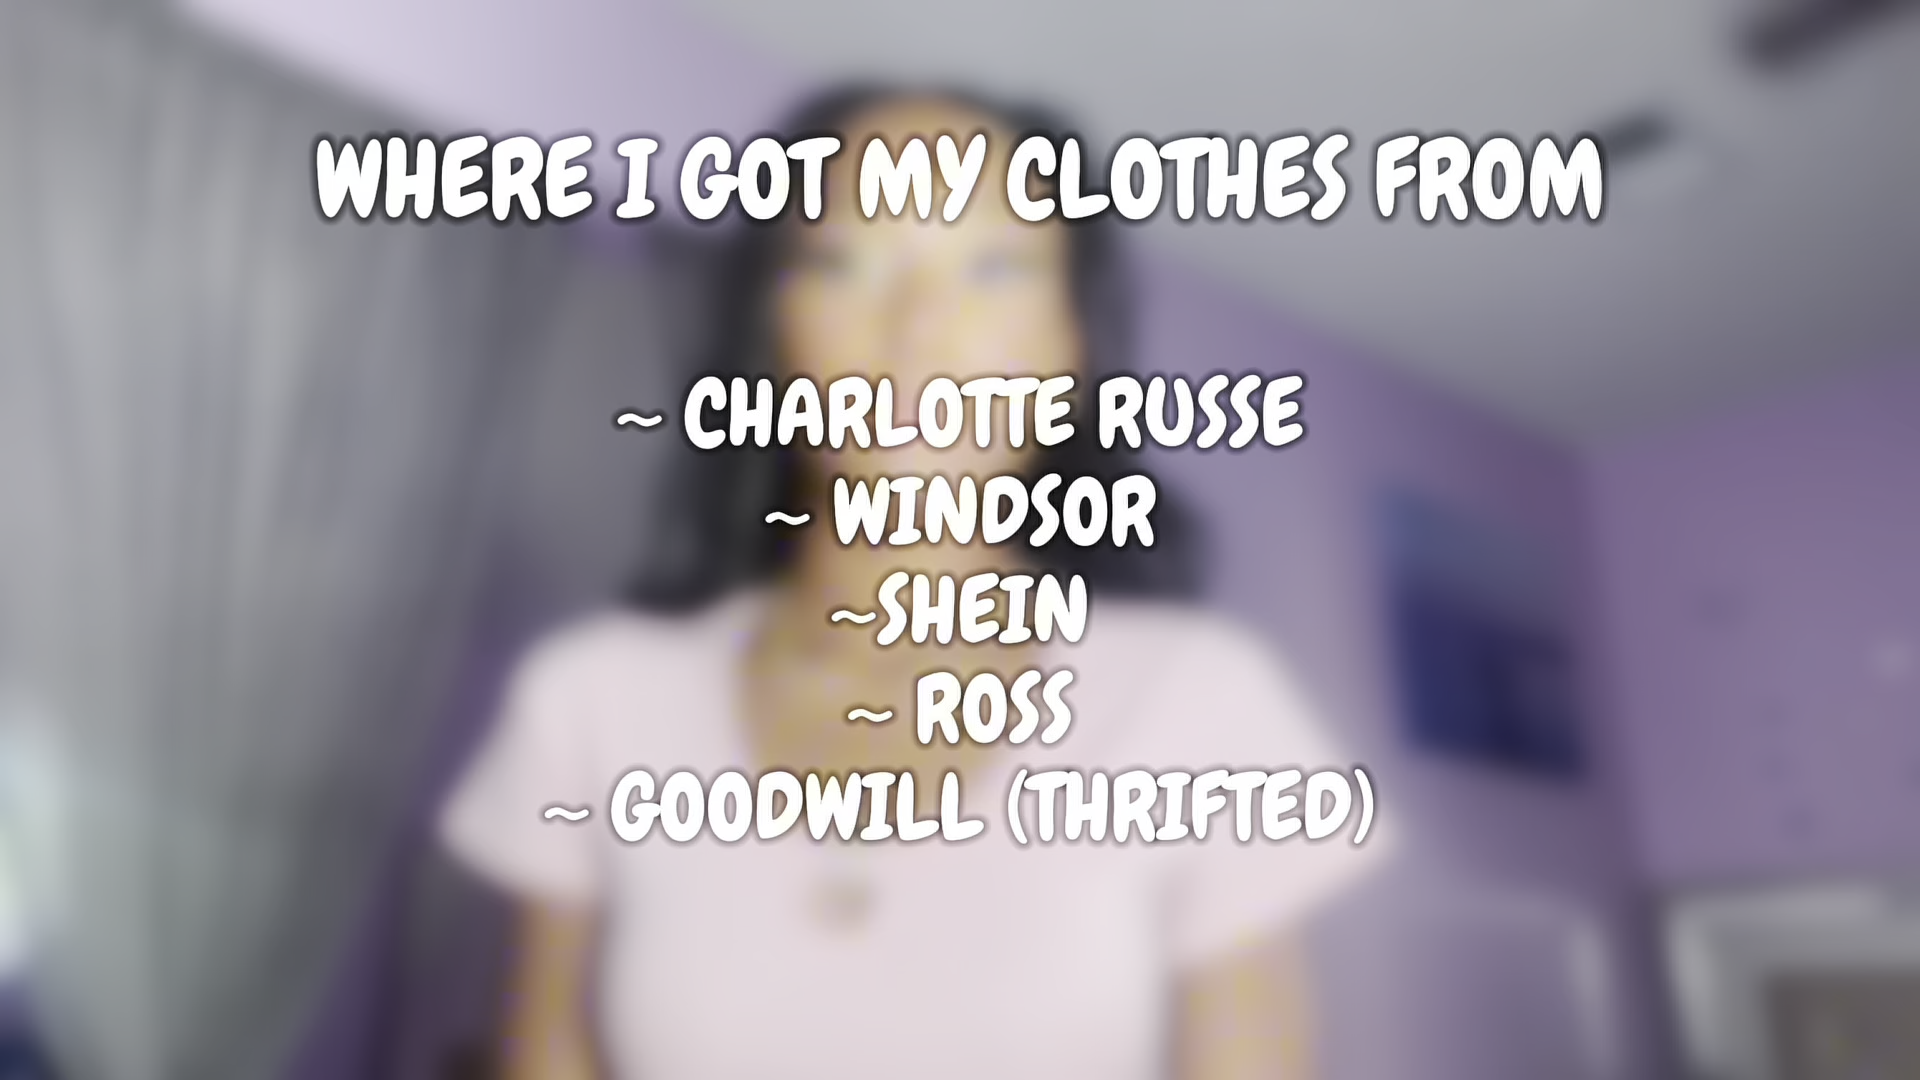 WHERE I GOT MY CLOTHES FROM
~ CHARLOTTE RUSSE
~ WINDSOR
~SHEIN
~ ROSS
~ GOODWILL (THRIFTED)